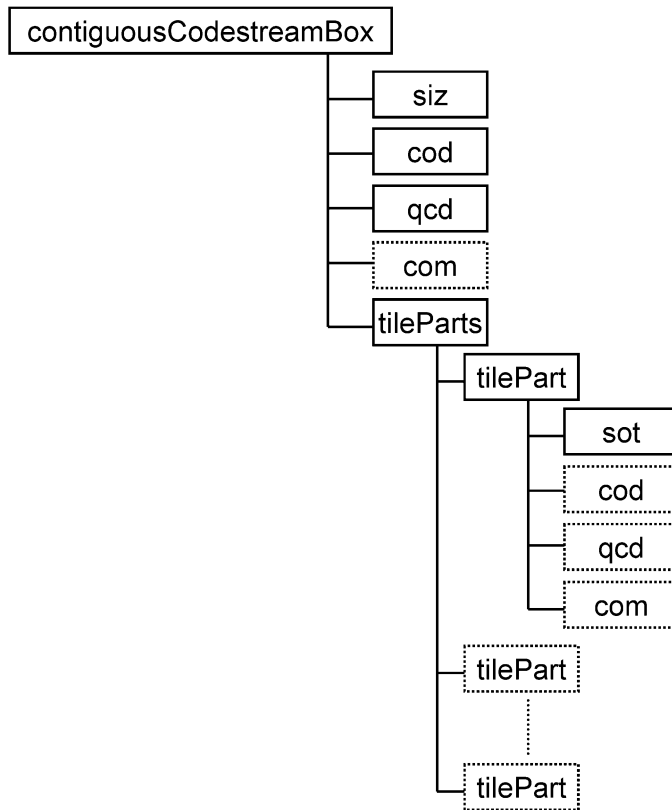 contiguousCodestreamBox
siz
cod
qcd
com
tileParts
tilePart
sot
cod
qcd
com
tilePart
tilePart